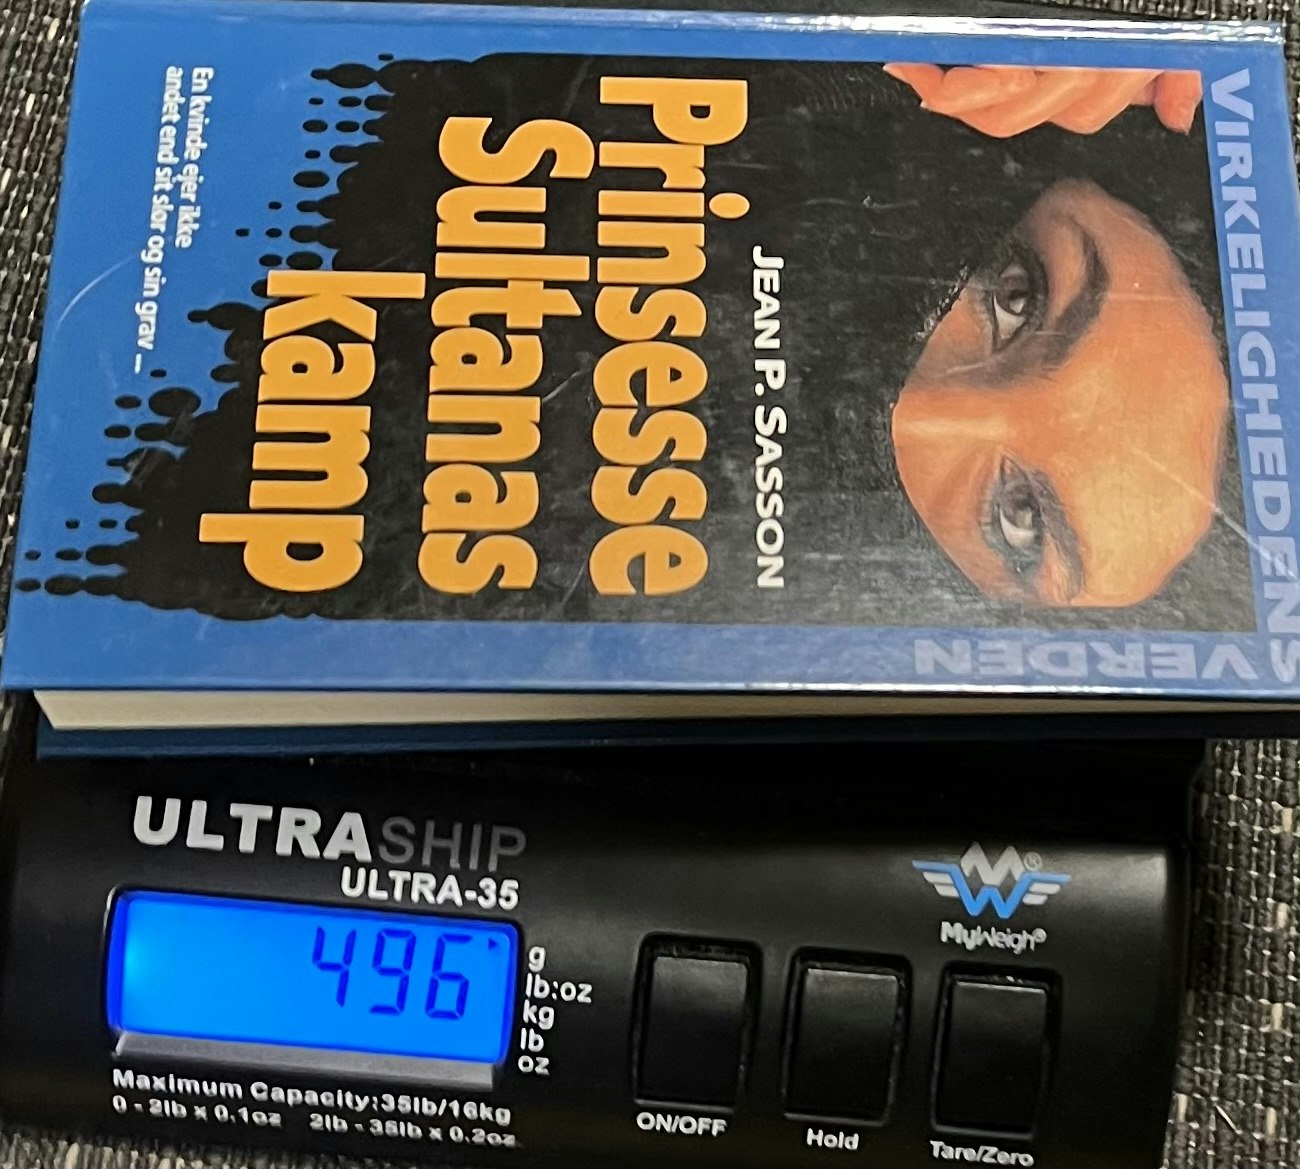 VIRKELIGHEDENS
VERDEN
JEAN P. SASSON
Prinsesse
Sultanas
kamp
En kvinde ejer ikke
andet end sit slør og sin grav –
ULTRASHIP
ULTRA-35
496
g
lb:oz
kg
lb
oz
Maximum Capacity:35lb/16kg
0 - 2lb x 0.1oz 2lb - 35lb x 0.2oz
MW®
MyWeigh®
ON/OFF
Hold
Tare/Zero